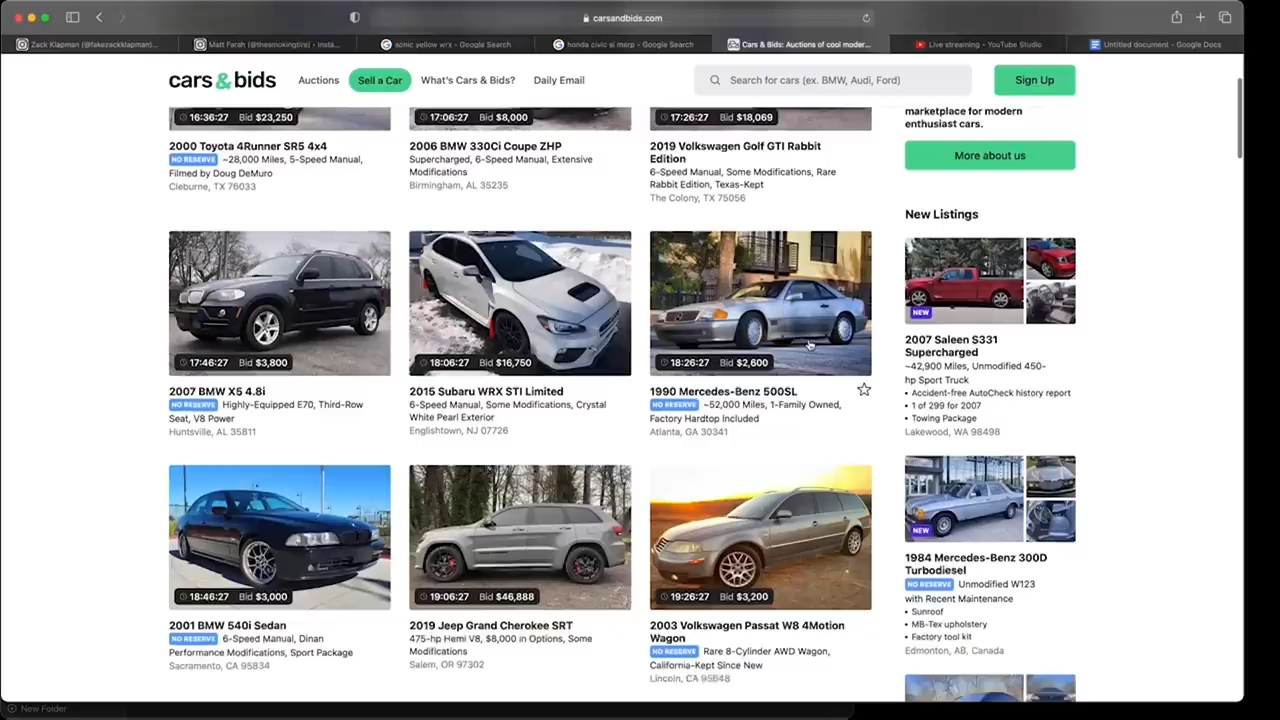 carsandbids.com
Zack Klapman (@fakezackklapman)...
Matt Farah (@thesmokingtire) • insta...
sonic yellow wrx - Google Search
honda civic si msrp - Google Search
Cars & Bids: Auctions of cool moder...
Live streaming - YouTube Studio
Untitled document - Google Docs
cars & bids
Auctions
Sell a Car
What's Cars & Bids?
Daily Email
Search for cars (ex. BMW, Audi, Ford)
Sign Up
16:36:27 Bid $23,250
2000 Toyota 4Runner SR5 4x4
NO RESERVE ~28,000 Miles, 5-Speed Manual,
Filmed by Doug DeMuro
Cleburne, TX 76033
17:06:27 Bid $8,000
2006 BMW 330Ci Coupe ZHP
Supercharged, 6-Speed Manual, Extensive
Modifications
Birmingham, AL 35235
17:26:27 Bid $18,069
2019 Volkswagen Golf GTI Rabbit
Edition
6-Speed Manual, Some Modifications, Rare
Rabbit Edition, Texas-Kept
The Colony, TX 75056
17:46:27 Bid $3,800
2007 BMW X5 4.8i
NO RESERVE Highly-Equipped E70, Third-Row
Seat, V8 Power
Huntsville, AL 35811
18:06:27 Bid $16,750
2015 Subaru WRX STI Limited
6-Speed Manual, Some Modifications, Crystal
White Pearl Exterior
Englishtown, NJ 07726
18:26:27 Bid $2,600
1990 Mercedes-Benz 500SL
NO RESERVE ~52,000 Miles, 1-Family Owned,
Factory Hardtop Included
Atlanta, GA 30341
18:46:27 Bid $3,000
2001 BMW 540i Sedan
NO RESERVE 6-Speed Manual, Dinan
Performance Modifications, Sport Package
Sacramento, CA 95834
19:06:27 Bid $46,888
2019 Jeep Grand Cherokee SRT
475-hp Hemi V8, $8,000 in Options, Some
Modifications
Salem, OR 97302
19:26:27 Bid $3,200
2003 Volkswagen Passat W8 4Motion
Wagon
NO RESERVE Rare 8-Cylinder AWD Wagon,
California-Kept Since New
Lincoln, CA 95648
marketplace for modern
enthusiast cars.
More about us
New Listings
NEW
2007 Saleen S331
Supercharged
~42,900 Miles, Unmodified 450-
hp Sport Truck
• Accident-free AutoCheck history report
• 1 of 299 for 2007
• Towing Package
Lakewood, WA 98498
NEW
1984 Mercedes-Benz 300D
Turbodiesel
NO RESERVE Unmodified W123
with Recent Maintenance
• Sunroof
• MB-Tex upholstery
• Factory tool kit
Edmonton, AB, Canada
New Folder